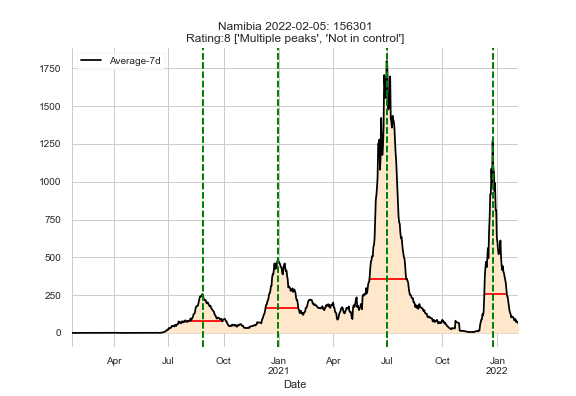 Namibia 2022-02-05: 156301
Rating:8 ['Multiple peaks', 'Not in control']
Average-7d
1750
1500
1250
1000
750
500
250
0
Apr
Jul
Oct
Jan
2021
Apr
Jul
Oct
Jan
2022
Date